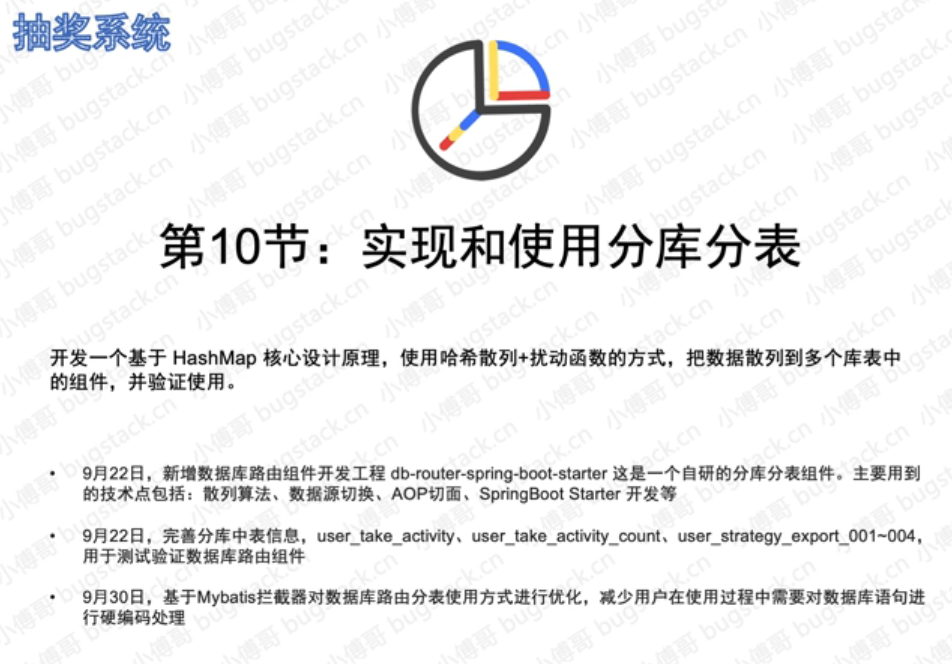 抽奖系统
第10节：实现和使用分库分表
开发一个基于 HashMap 核心设计原理，使用哈希散列+扰动函数的方式，把数据散列到多个库表中
的组件，并验证使用。
• 9月22日，新增数据库路由组件开发工程 db-router-spring-boot-starter 这是一个自研的分库分表组件。主要用到
的技术点包括：散列算法、数据源切换、AOP切面、SpringBoot Starter 开发等
• 9月22日，完善分库中表信息，user_take_activity、user_take_activity_count、user_strategy_export_001~004，
用于测试验证数据库路由组件
• 9月30日，基于Mybatis拦截器对数据库路由分表使用方式进行优化，减少用户在使用过程中需要对数据库语句进
行硬编码处理
小傅哥 bugstack.cn